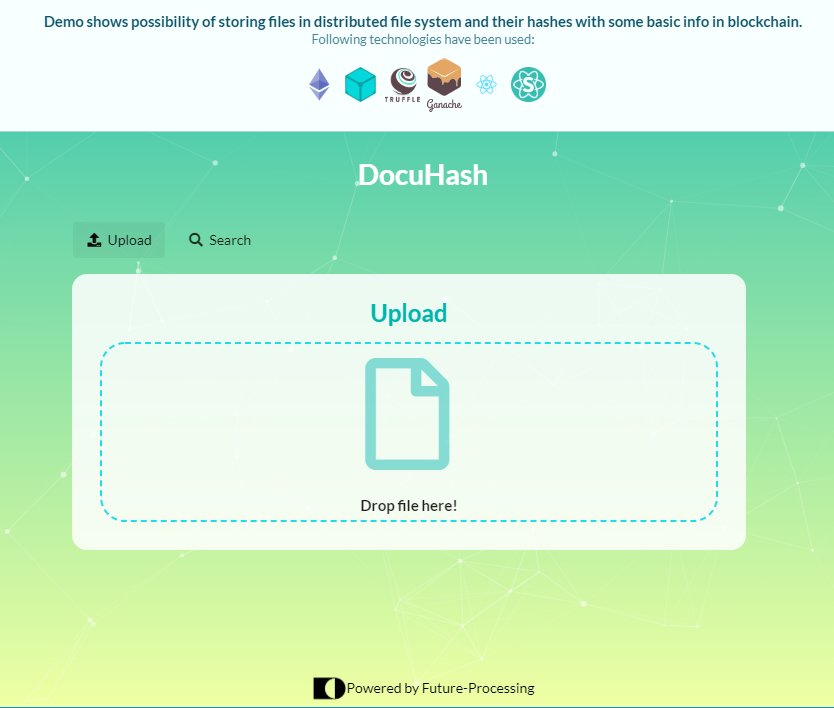 Demo shows possibility of storing files in distributed file system and their hashes with some basic info in blockchain.
Following technologies have been used:
TRUFFLE
Ganache
S
DocuHash
Upload
Search
Upload
Drop file here!
Powered by Future-Processing